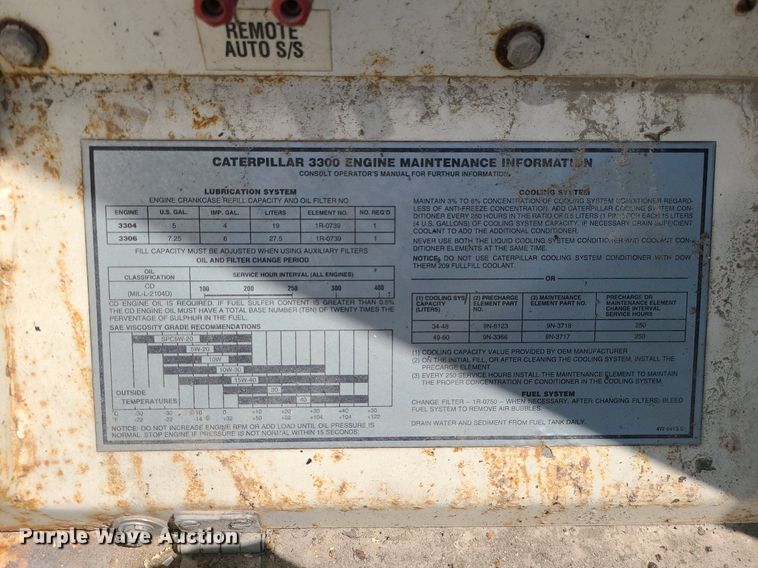 REMOTE
AUTO S/S
CATERPILLAR 3300 ENGINE MAINTENANCE INFORMATION
CONSOLT OPERATOR'S MANUAL FOR FURTHUR INFORMATION
LUBRICATION SYSTEM
ENGINE CRANKCASE REFILL CAPACITY AND OIL FILTER NO.
ENGINE U.S. GAL. IMP. GAL. LITERS ELEMENT NO. NO. REQ'D
3304 5 4 19 1R-0739 1
3306 7.25 6 27.5 1R-0739 1
FILL CAPACITY MUST BE ADJUSTED WHEN USING AUXILIARY FILTERS
OIL AND FILTER CHANGE PERIOD
OIL CLASSIFICATION SERVICE HOUR INTERVAL (ALL ENGINES)
CD (MIL-L-2104D) 100 200 300 400
CD ENGINE OIL IS REQUIRED. IF FUEL SULFER CONTENT IS GREATER THAN 0.5%
THE CD ENGINE OIL MUST HAVE A TOTAL BASE NUMBER (TBN) OF TWENTY TIMES THE
PERVENTAGE OF SULPHUR IN THE FUEL.
SAE VISCOSITY GRADE RECOMMENDATIONS
SPC5W-20
5W-20
10W
10W-30
15W-40
30
40
OUTSIDE
TEMPERATURES
°C -30 -20 -10 0 +10 +20 +30 +40 +50
NOTICE: DO NOT INCREASE ENGINE RPM OR ADD LOAD UNTIL OIL PRESSURE IS
NORMAL. STOP ENGINE IF NOT NORMAL WITHIN 15 SECONDS.
COOLING SYSTEM
MAINTAIN 3% TO 6% CONCENTRATION OF COOLING SYSTEM CONDITIONER REGARD-
LESS OF ANTI-FREEZE CONCENTRATION. ADD CATERPILLAR COOLING SYSTEM CON-
DITIONER EVERY 250 HOURS IN THE RATIO OF 0.5 LITERS (1 PINT) FOR EACH 15 LITERS
(4 U.S. GALLONS) OF COOLING SYSTEM CAPACITY. IF NECESSARY DRAIN SUFFICIENT
COOLANT TO ADD THE ADDITIONAL CONDITIONER.
NEVER USE BOTH THE LIQUID COOLING SYSTEM CONDITIONER AND COOLANT CON-
DITIONER ELEMENTS AT THE SAME TIME.
NOTICE: DO NOT USE CATERPILLAR COOLING SYSTEM CONDITIONER WITH DOW
THERM 209 FULLFILL COOLANT.
OR
(1) COOLING SYS CAPACITY (LITERS) (2) PRECHARGE ELEMENT PART NO. (3) MAINTENANCE ELEMENT PART NO. PRECHARGE OR MAINTENANCE ELEMENT CHANGE INTERVAL SERVICE HOURS
34-48 9N-6123 9N-3718 250
49-60 9N-3366 9N-3717 250
(1) COOLING CAPACITY VALUE PROVIDED BY OEM MANUFACTURER
(2) ON THE INITIAL FILL, OR AFTER CLEANING THE COOLING SYSTEM, INSTALL THE
PRECARGE ELEMENT
(3) EVERY 250 SERVICE HOURS INSTALL THE MAINTENANCE ELEMENT TO MAINTAIN
THE PROPER CONCENTRATION OF CONDITIONER IN THE COOLING SYSTEM.
FUEL SYSTEM
CHANGE FILTER – 1R-0750 – WHEN NECESSARY, AFTER CHANGING FILTERS; BLEED
FUEL SYSTEM TO REMOVE AIR BUBBLES.
DRAIN WATER AND SEDIMENT FROM FUEL TANK DAILY.
Purple Wave Auction